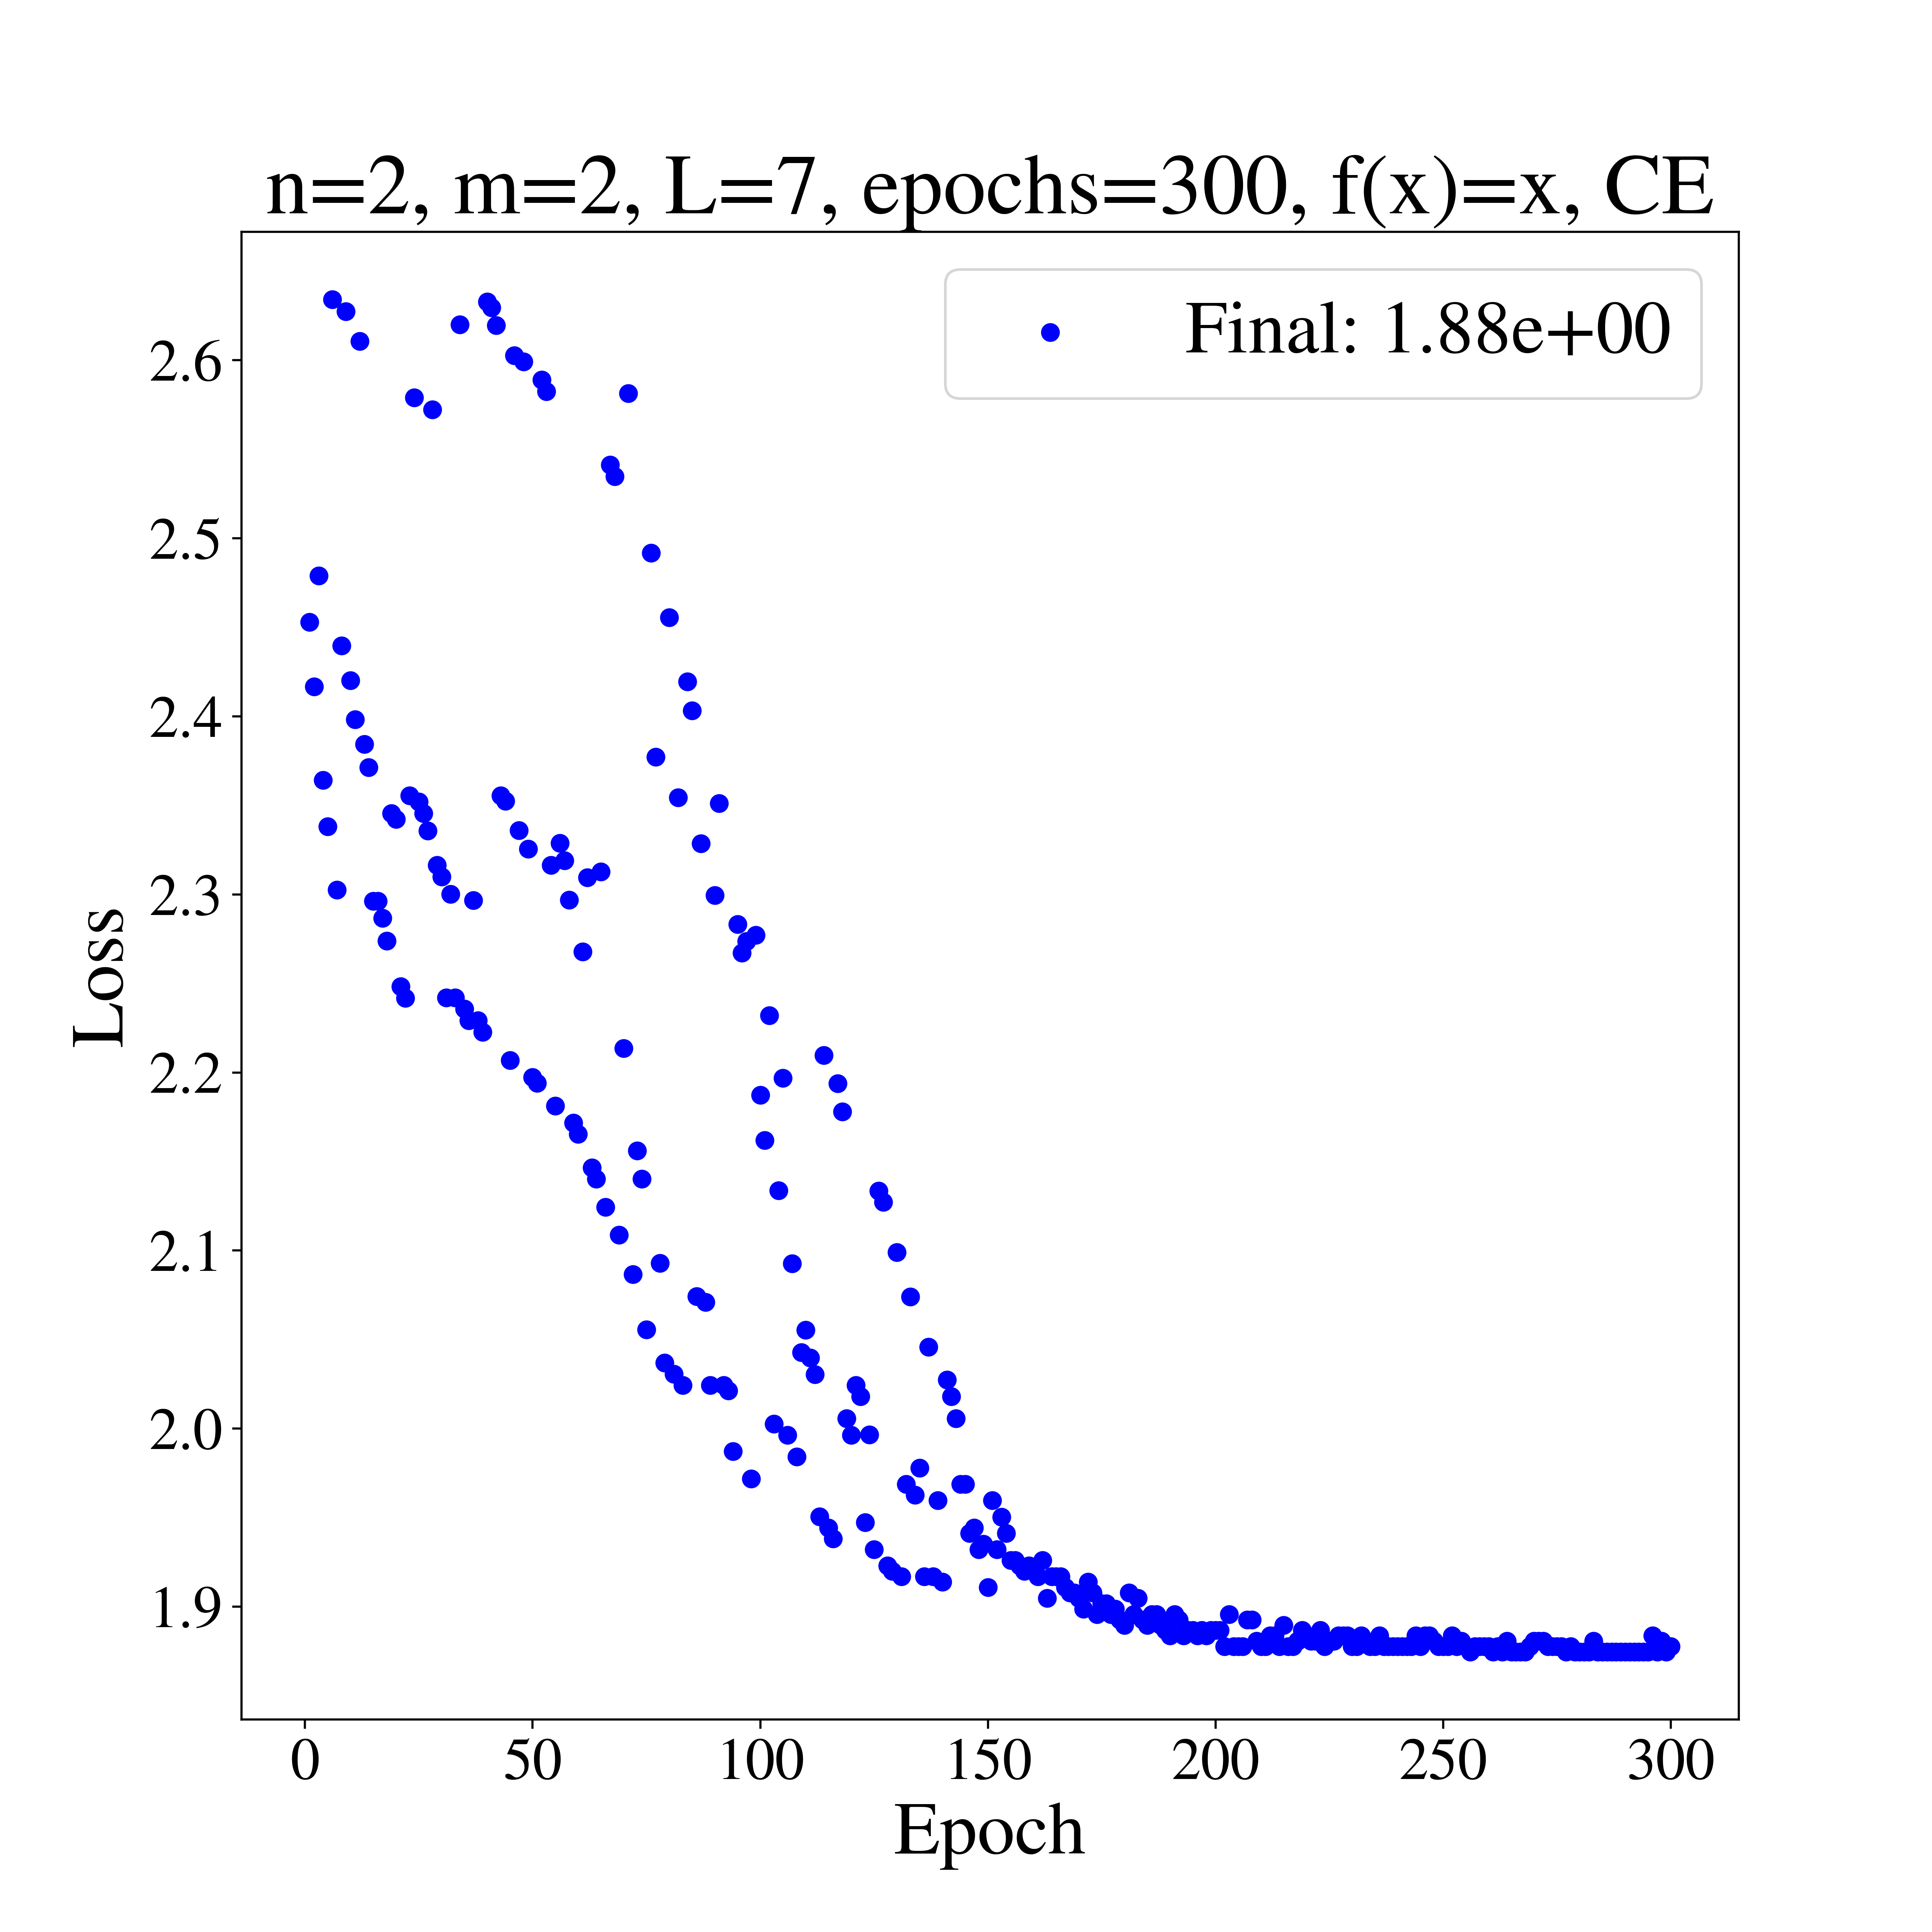 n=2, m=2, L=7, epochs=300, f(x)=x, CE
Final: 1.88e+00
2.6
2.5
2.4
2.3
2.2
2.1
2.0
1.9
Loss
0 50 100 150 200 250 300
Epoch